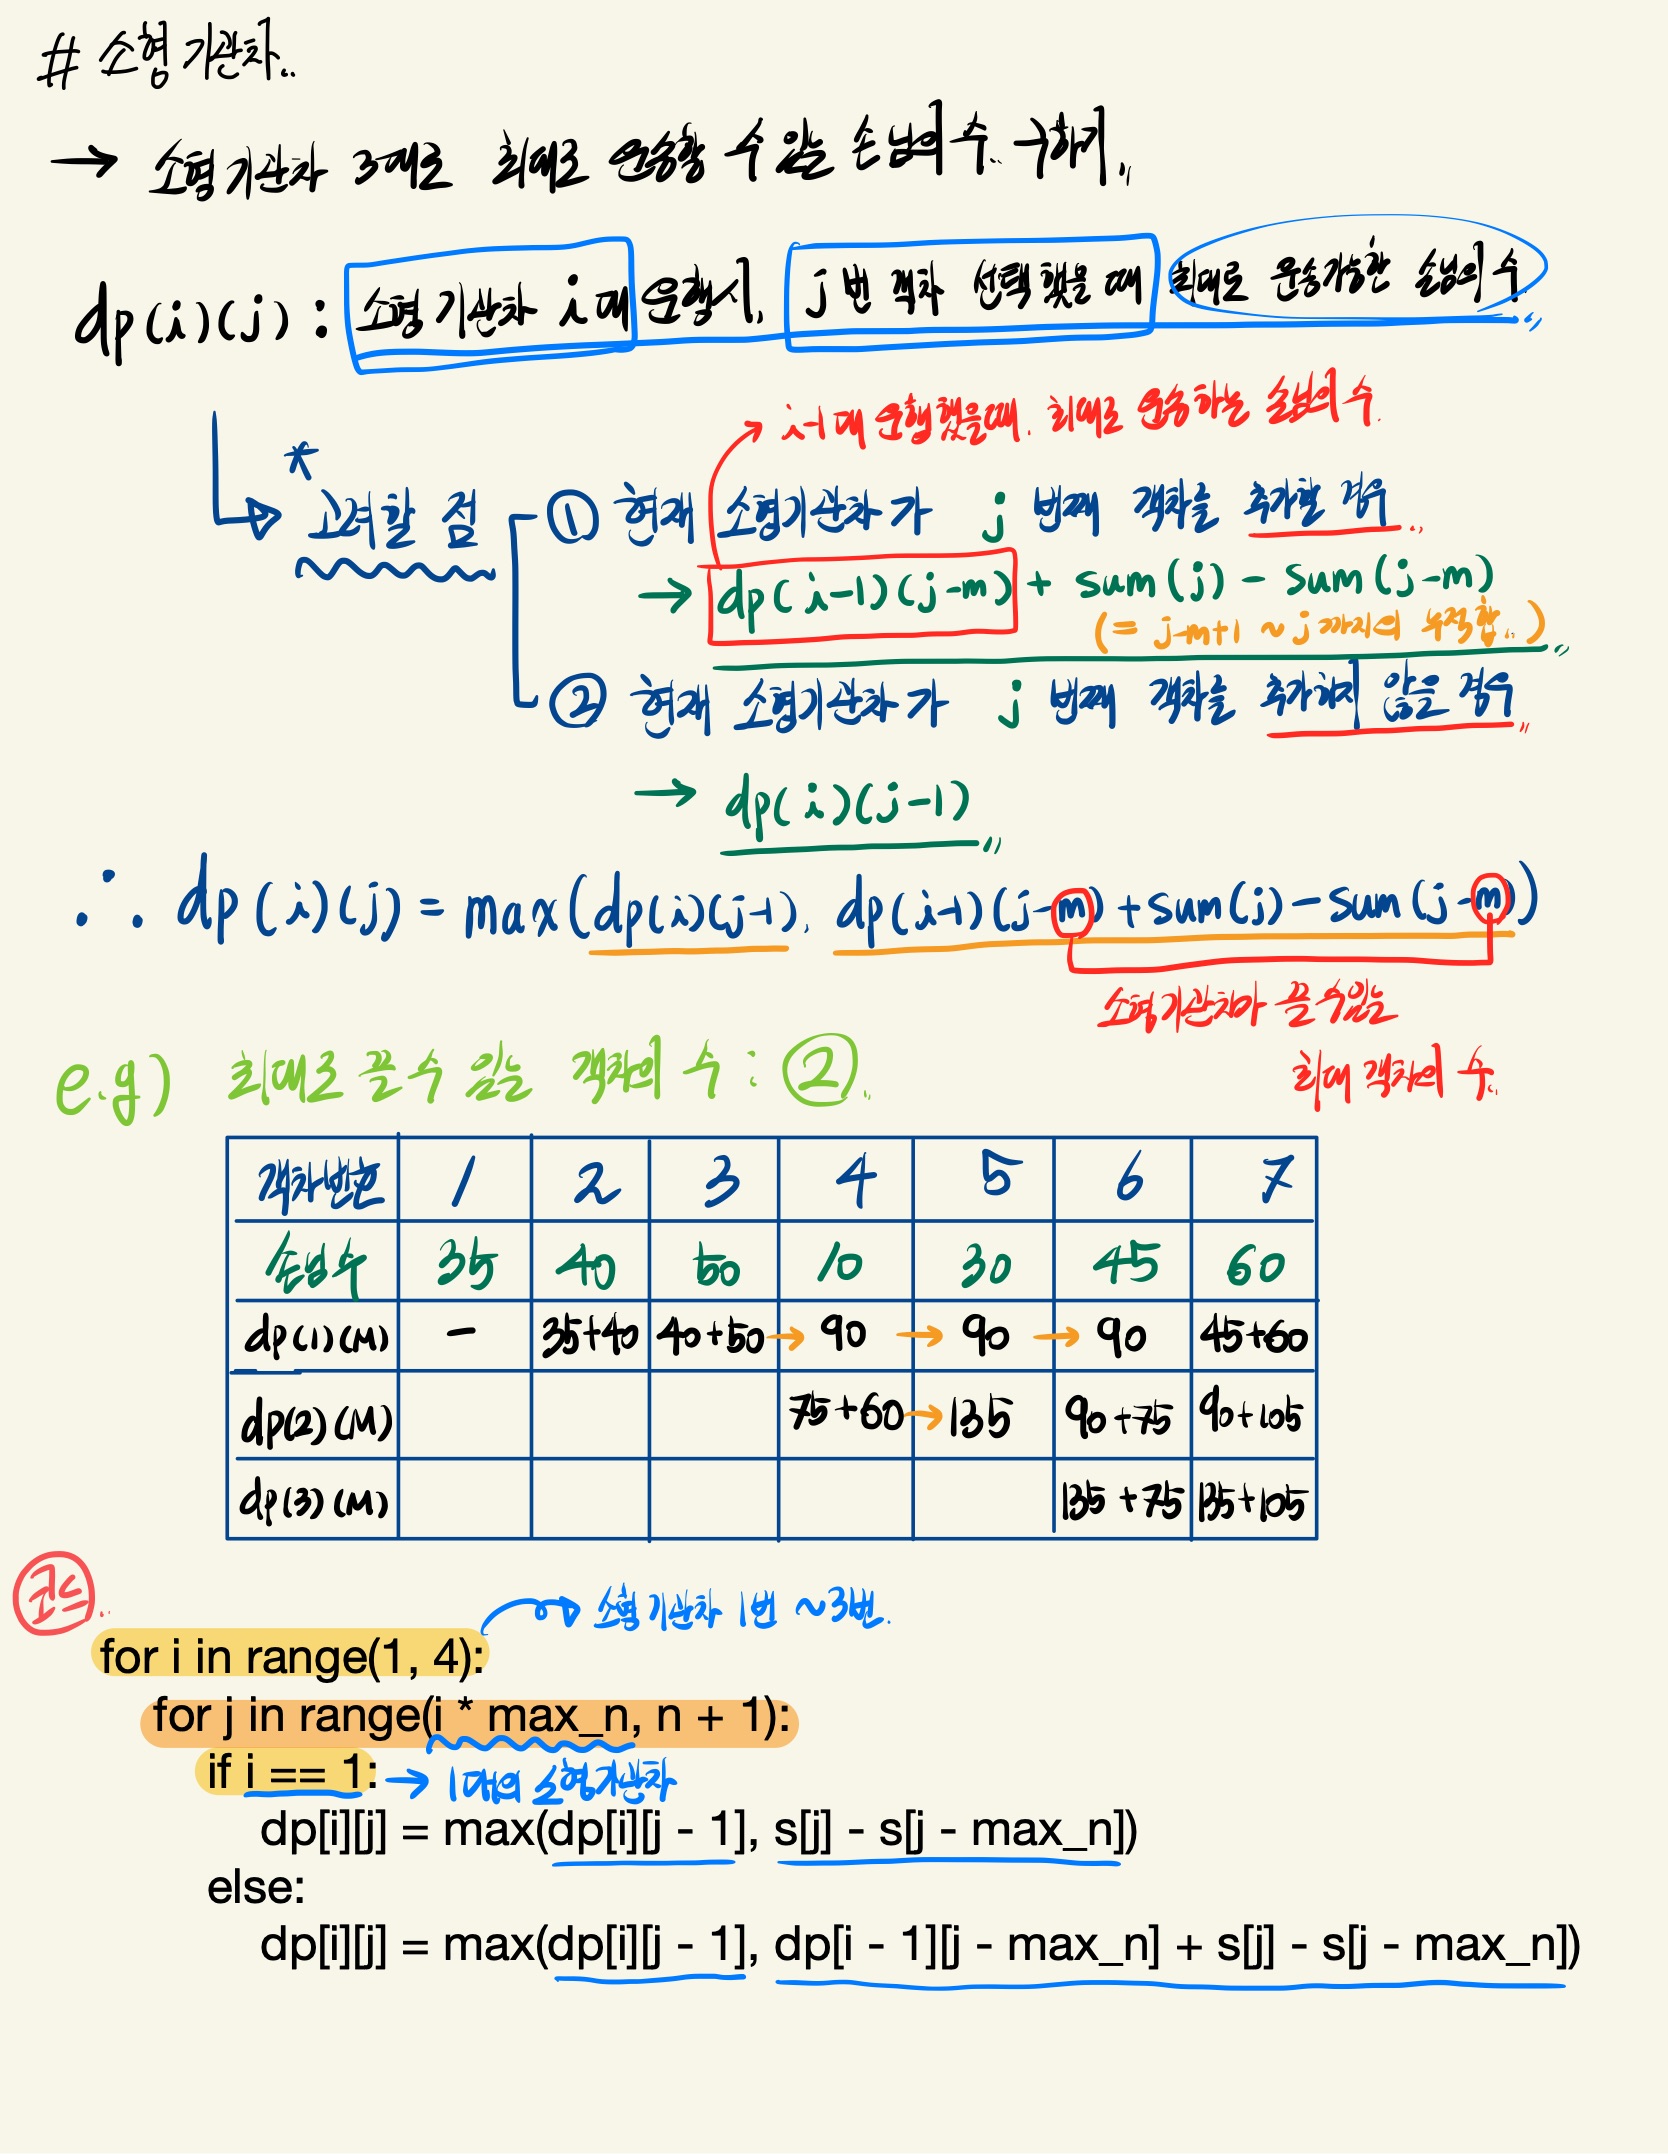 # 소형 기관차..
→ 소형기관차 3대로 최대로 운송할 수 있는 손님의 수.. 구하기..
dp(i)(j) : 소형기관차 i대 운행시, j번 객차 선택했을 때 최대로 운송가능한 손님의 수..
→ i-1대 운행했을때. 최대로 운송하는 손님의 수.
* 고려할 점
① 현재 소형기관차가 j 번째 객차를 추가할 경우..
→ dp(i-1)(j-m) + sum(j) - sum(j-m)
(= j-m+1 ~ j까지의 누적합..)
② 현재 소형기관차가 j 번째 객차를 추가하지 않을 경우..
→ dp(i)(j-1)
∴ dp(i)(j) = max(dp(i)(j-1), dp(i-1)(j-m)+sum(j)-sum(j-m))
소형기관차가 끌 수 있는
최대 객차의 수.
e.g) 최대로 끌 수 있는 객차의 수 : ②..
객차번호 1 2 3 4 5 6 7
손님수 35 40 50 10 30 45 60
dp(1)(M) - 35+40 40+50 → 90 → 90 → 90 45+60
dp(2)(M) 75+60 → 135 90+75 90+105
dp(3)(M) 135+75 135+105
코드..
→ 소형기관차 1번 ~ 3번.
for i in range(1, 4):
for j in range(i * max_n, n + 1):
if i == 1: → 1대의 소형기관차
dp[i][j] = max(dp[i][j - 1], s[j] - s[j - max_n])
else:
dp[i][j] = max(dp[i][j - 1], dp[i - 1][j - max_n] + s[j] - s[j - max_n])